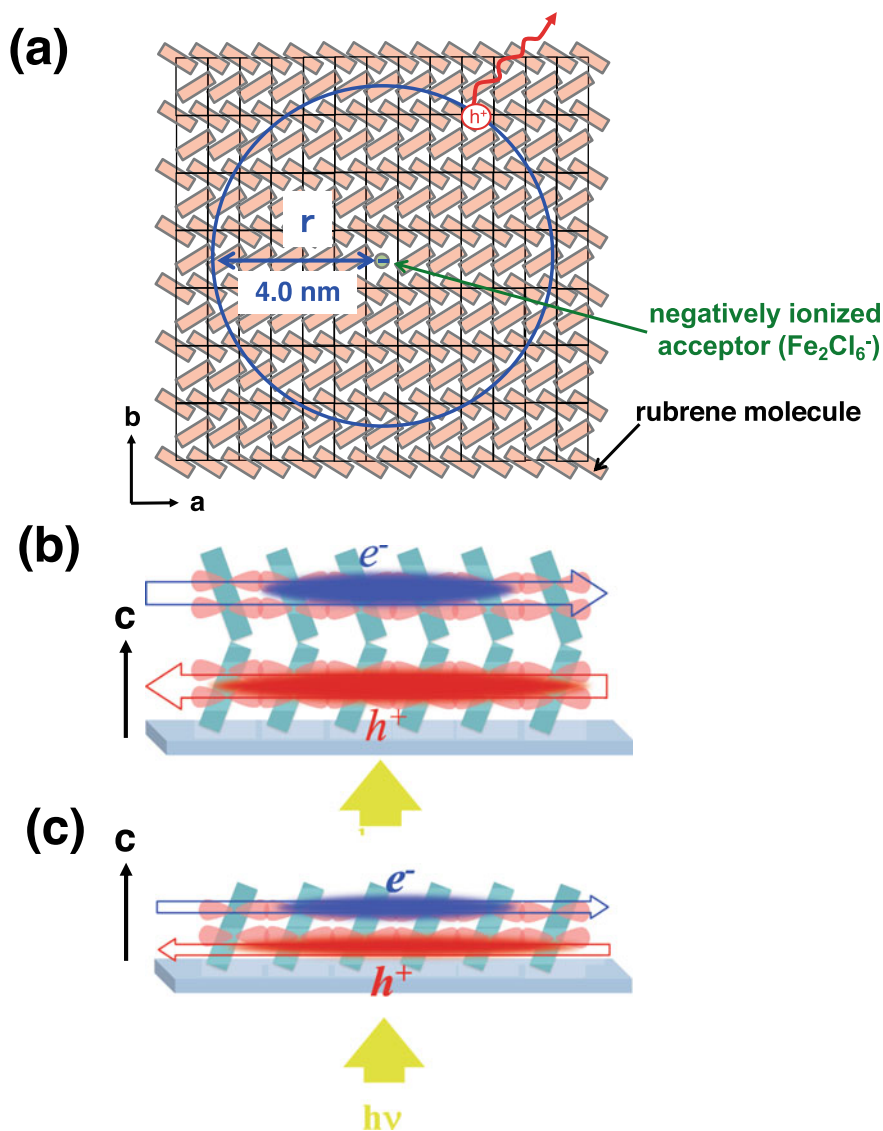 (a)
h⁺
r
4.0 nm
negatively ionized
acceptor (Fe₂Cl₆⁻)
rubrene molecule
b
a
(b)
e⁻
c
h⁺
(c)
c
e⁻
h⁺
hν